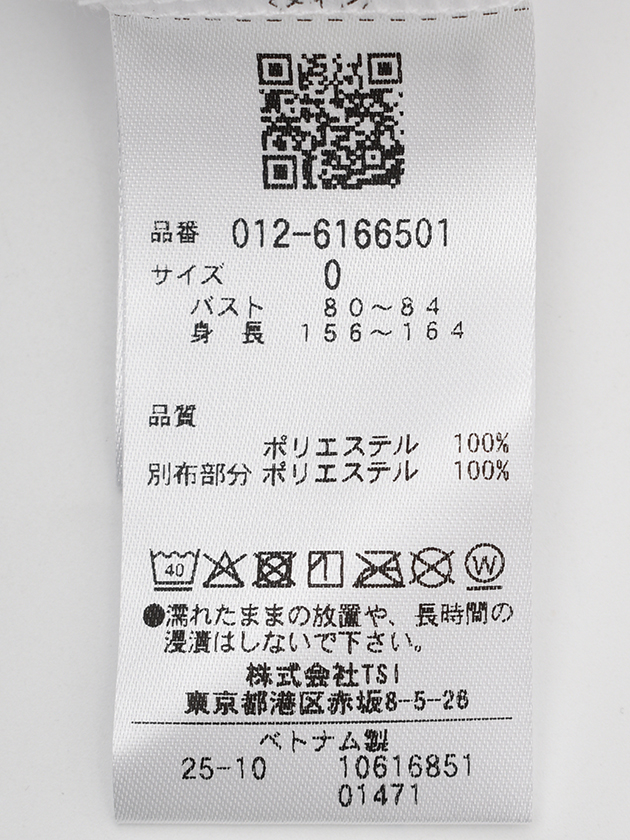 品番 012-6166501
サイズ 0
バスト 80～84
身長 156～164
品質
ポリエステル 100%
別布部分 ポリエステル 100%
40 W
●濡れたままの放置や、長時間の
浸漬はしないで下さい。
株式会社TSI
東京都港区赤坂8-5-26
ベトナム製
25-10 10616851
01471